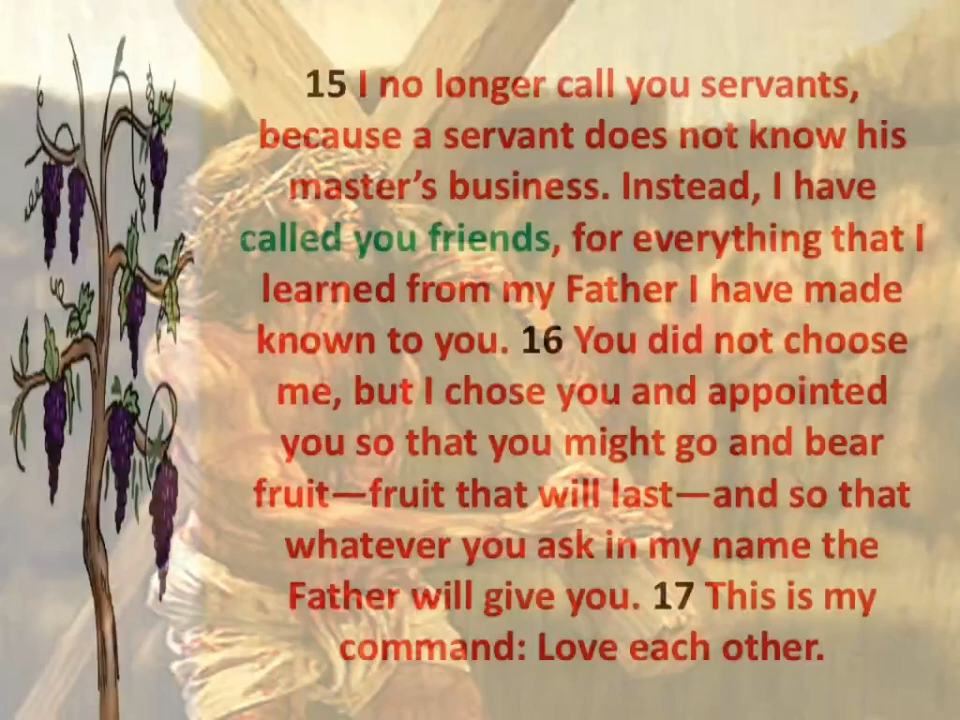 15 I no longer call you servants,
because a servant does not know his
master’s business. Instead, I have
called you friends, for everything that I
learned from my Father I have made
known to you. 16 You did not choose
me, but I chose you and appointed
you so that you might go and bear
fruit—fruit that will last—and so that
whatever you ask in my name the
Father will give you. 17 This is my
command: Love each other.